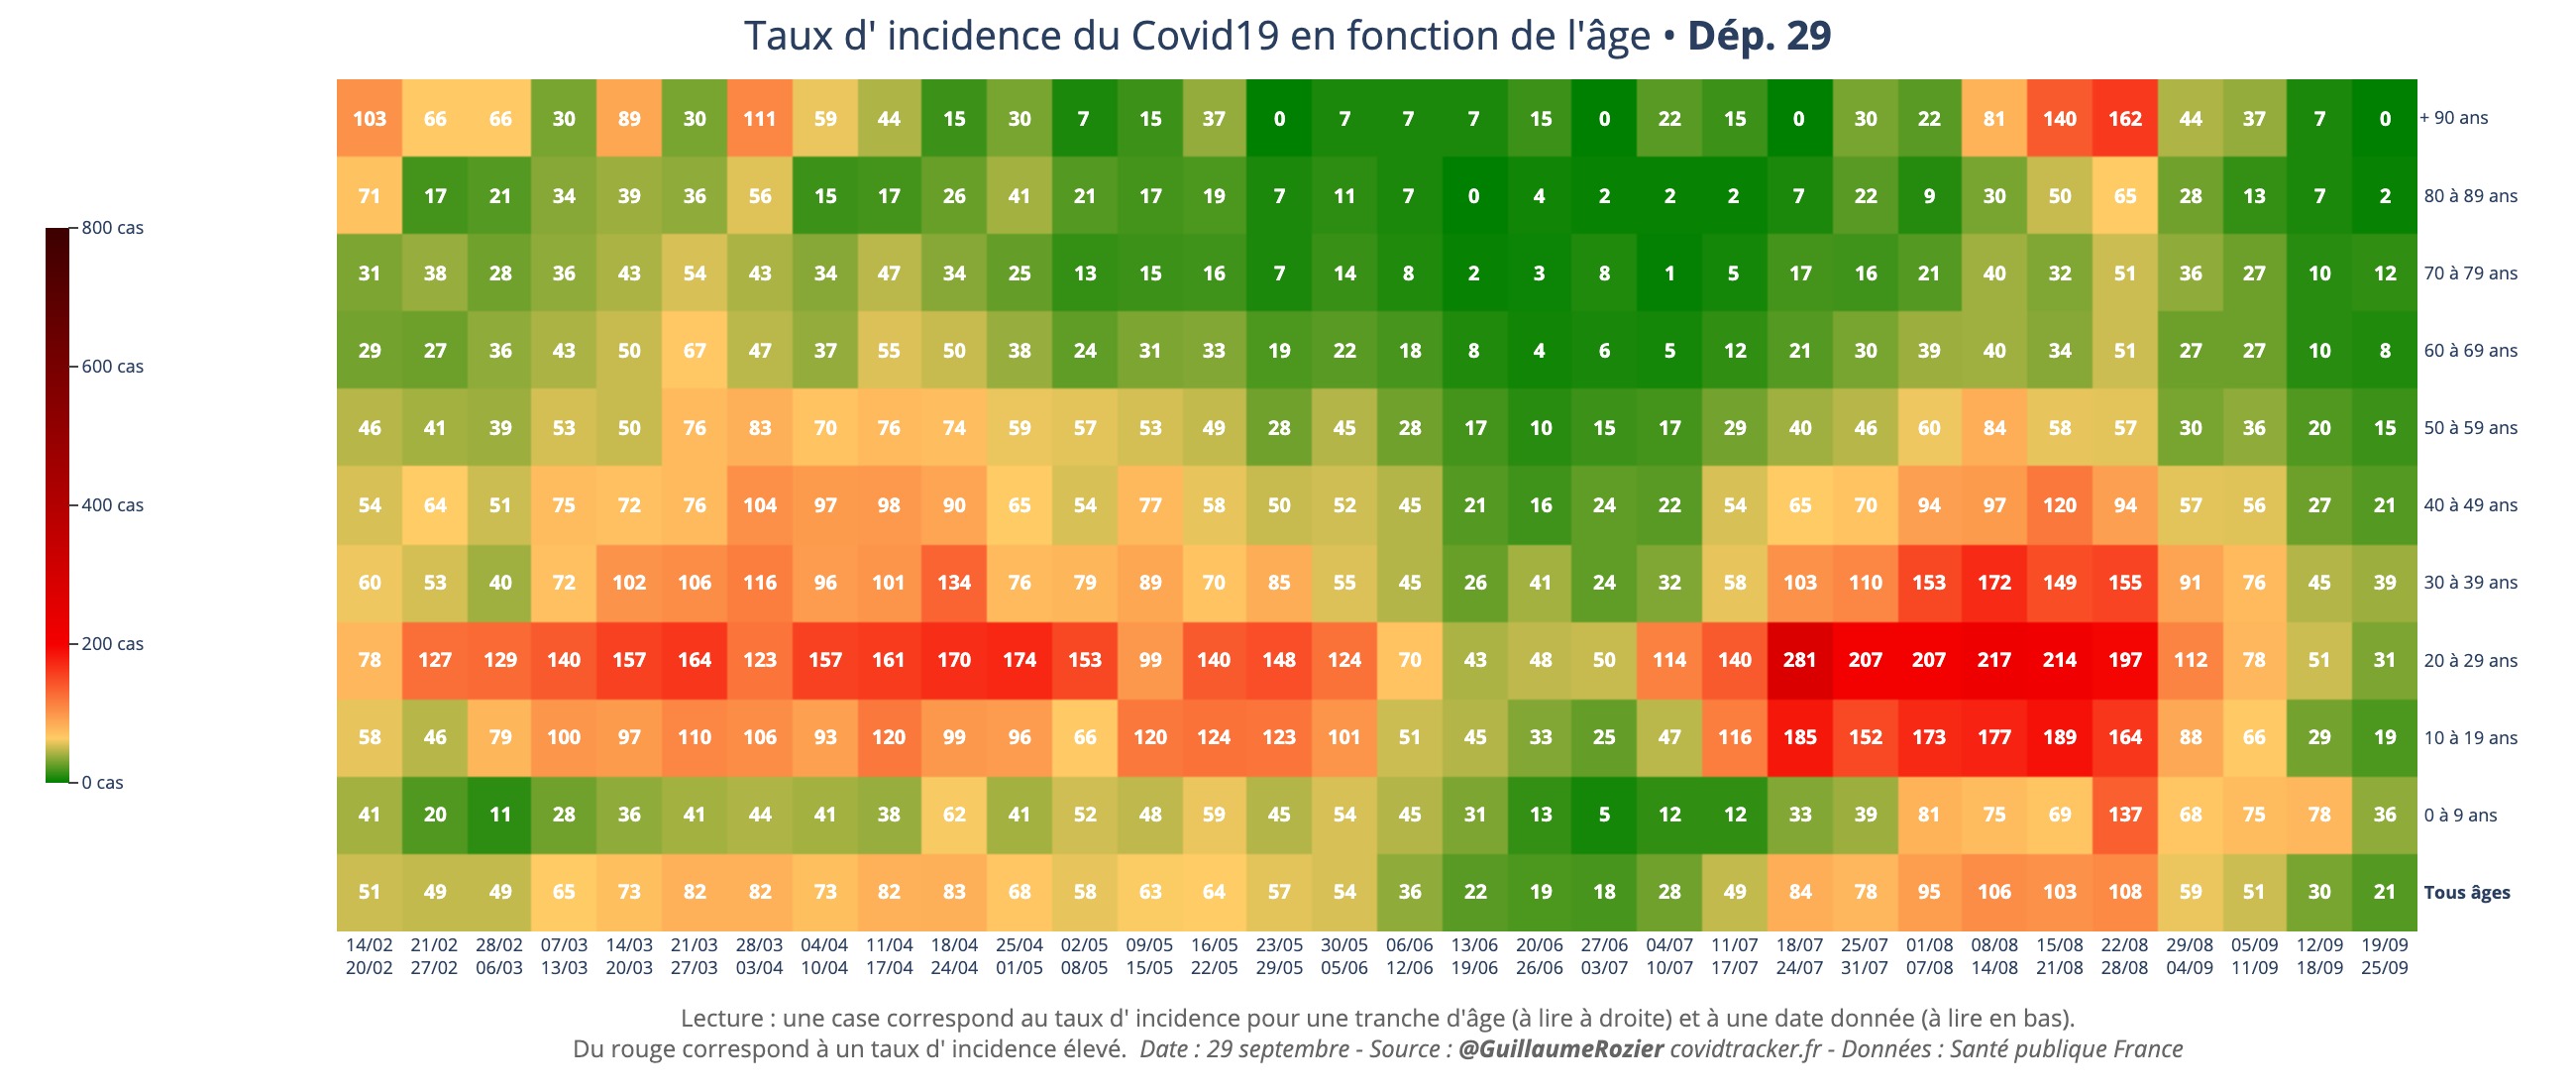 Taux d' incidence du Covid19 en fonction de l'âge • Dép. 29
800 cas
600 cas
400 cas
200 cas
0 cas
103 66 66 30 89 30 111 59 44 15 30 7 15 37 0 7 7 7 15 0 22 15 0 30 22 81 140 162 44 37 7 0 + 90 ans
71 17 21 34 39 36 56 15 17 26 41 21 17 19 7 11 7 0 4 2 2 2 7 22 9 30 50 65 28 13 7 2 80 à 89 ans
31 38 28 36 43 54 43 34 47 34 25 13 15 16 7 14 8 2 3 8 1 5 17 16 21 40 32 51 36 27 10 12 70 à 79 ans
29 27 36 43 50 67 47 37 55 50 38 24 31 33 19 22 18 8 4 6 5 12 21 30 39 40 34 51 27 27 10 8 60 à 69 ans
46 41 39 53 50 76 83 70 76 74 59 57 53 49 28 45 28 17 10 15 17 29 40 46 60 84 58 57 30 36 20 15 50 à 59 ans
54 64 51 75 72 76 104 97 98 90 65 54 77 58 50 52 45 21 16 24 22 54 65 70 94 97 120 94 57 56 27 21 40 à 49 ans
60 53 40 72 102 106 116 96 101 134 76 79 89 70 85 55 45 26 41 24 32 58 103 110 153 172 149 155 91 76 45 39 30 à 39 ans
78 127 129 140 157 164 123 157 161 170 174 153 99 140 148 124 70 43 48 50 114 140 281 207 207 217 214 197 112 78 51 31 20 à 29 ans
58 46 79 100 97 110 106 93 120 99 96 66 120 124 123 101 51 45 33 25 47 116 185 152 173 177 189 164 88 66 29 19 10 à 19 ans
41 20 11 28 36 41 44 41 38 62 41 52 48 59 45 54 45 31 13 5 12 12 33 39 81 75 69 137 68 75 78 36 0 à 9 ans
51 49 49 65 73 82 82 73 82 83 68 58 63 64 57 54 36 22 19 18 28 49 84 78 95 106 103 108 59 51 30 21 Tous âges
14/02 21/02 28/02 07/03 14/03 21/03 28/03 04/04 11/04 18/04 25/04 02/05 09/05 16/05 23/05 30/05 06/06 13/06 20/06 27/06 04/07 11/07 18/07 25/07 01/08 08/08 15/08 22/08 29/08 05/09 12/09 19/09
20/02 27/02 06/03 13/03 20/03 27/03 03/04 10/04 17/04 24/04 01/05 08/05 15/05 22/05 29/05 05/06 12/06 19/06 26/06 03/07 10/07 17/07 24/07 31/07 07/08 14/08 21/08 28/08 04/09 11/09 18/09 25/09
Lecture : une case correspond au taux d' incidence pour une tranche d'âge (à lire à droite) et à une date donnée (à lire en bas).
Du rouge correspond à un taux d' incidence élevé. Date : 29 septembre - Source : @GuillaumeRozier covidtracker.fr - Données : Santé publique France